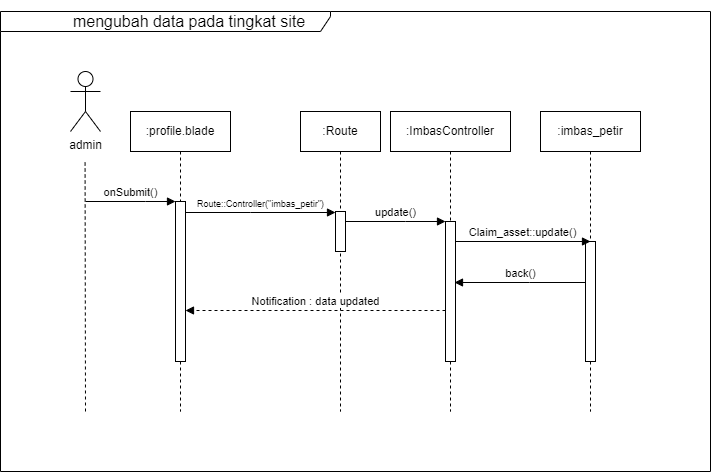 mengubah data pada tingkat site
admin
:profile.blade
:Route
:ImbasController
:imbas_petir
onSubmit()
Route::Controller("imbas_petir")
update()
Claim_asset::update()
back()
Notification : data updated